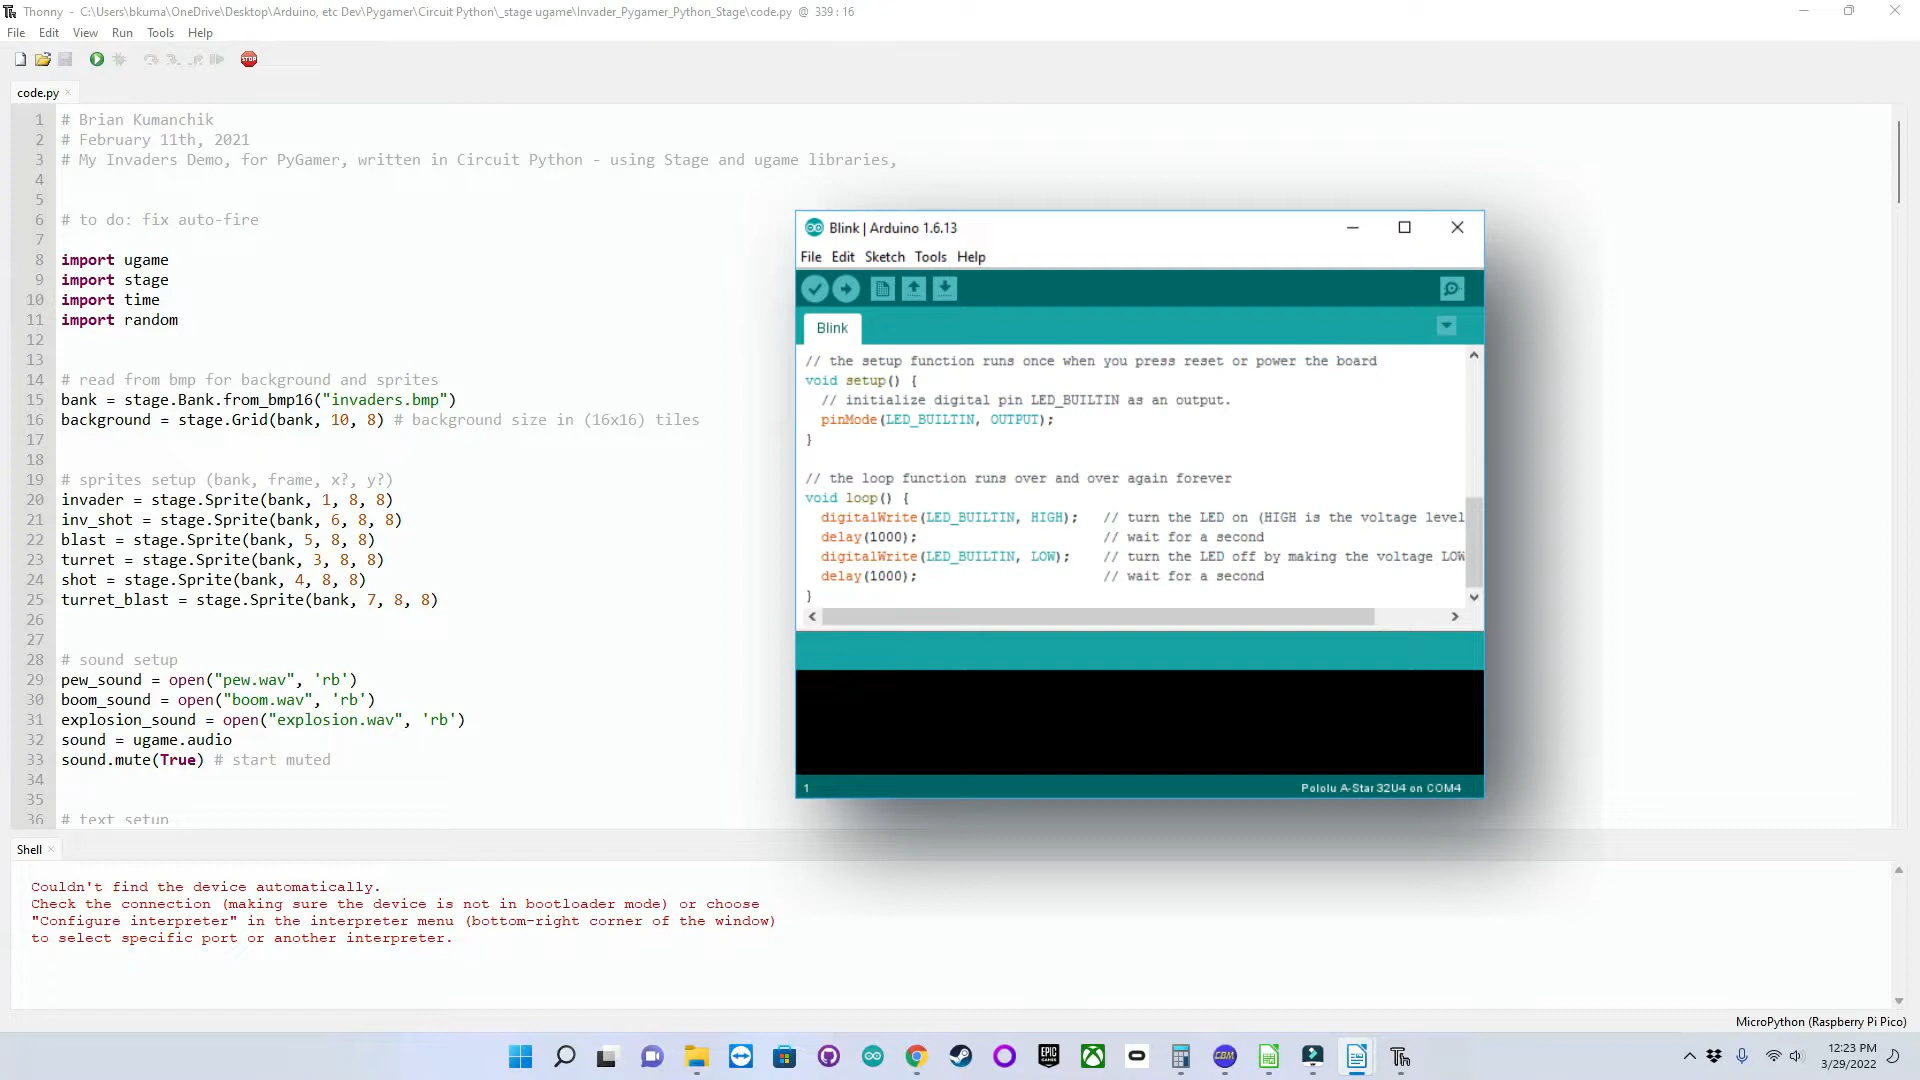 Thonny - C:\Users\bkuma\OneDrive\Desktop\Arduino, etc Dev\Pygamer\Circuit Python\_stage ugame\Invader_Pygamer_Python_Stage\code.py @ 339 : 16
File Edit View Run Tools Help
STOP
code.py
1 # Brian Kumanchik
2 # February 11th, 2021
3 # My Invaders Demo, for PyGamer, written in Circuit Python - using Stage and ugame libraries,
4
5
6 # to do: fix auto-fire
7
8 import ugame
9 import stage
10 import time
11 import random
12
13
14 # read from bmp for background and sprites
15 bank = stage.Bank.from_bmp16("invaders.bmp")
16 background = stage.Grid(bank, 10, 8) # background size in (16x16) tiles
17
18
19 # sprites setup (bank, frame, x?, y?)
20 invader = stage.Sprite(bank, 1, 8, 8)
21 inv_shot = stage.Sprite(bank, 6, 8, 8)
22 blast = stage.Sprite(bank, 5, 8, 8)
23 turret = stage.Sprite(bank, 3, 8, 8)
24 shot = stage.Sprite(bank, 4, 8, 8)
25 turret_blast = stage.Sprite(bank, 7, 8, 8)
26
27
28 # sound setup
29 pew_sound = open("pew.wav", 'rb')
30 boom_sound = open("boom.wav", 'rb')
31 explosion_sound = open("explosion.wav", 'rb')
32 sound = ugame.audio
33 sound.mute(True) # start muted
34
35
36 # text setup
Blink | Arduino 1.6.13
File Edit Sketch Tools Help
Blink
// the setup function runs once when you press reset or power the board
void setup() {
// initialize digital pin LED_BUILTIN as an output.
pinMode(LED_BUILTIN, OUTPUT);
}
// the loop function runs over and over again forever
void loop() {
digitalWrite(LED_BUILTIN, HIGH); // turn the LED on (HIGH is the voltage level
delay(1000); // wait for a second
digitalWrite(LED_BUILTIN, LOW); // turn the LED off by making the voltage LOW
delay(1000); // wait for a second
}
1 Pololu A-Star 32U4 on COM4
Shell
Couldn't find the device automatically.
Check the connection (making sure the device is not in bootloader mode) or choose
"Configure interpreter" in the interpreter menu (bottom-right corner of the window)
to select specific port or another interpreter.
MicroPython (Raspberry Pi Pico)
EPIC GAMES
CBM
Th
12:23 PM
3/29/2022